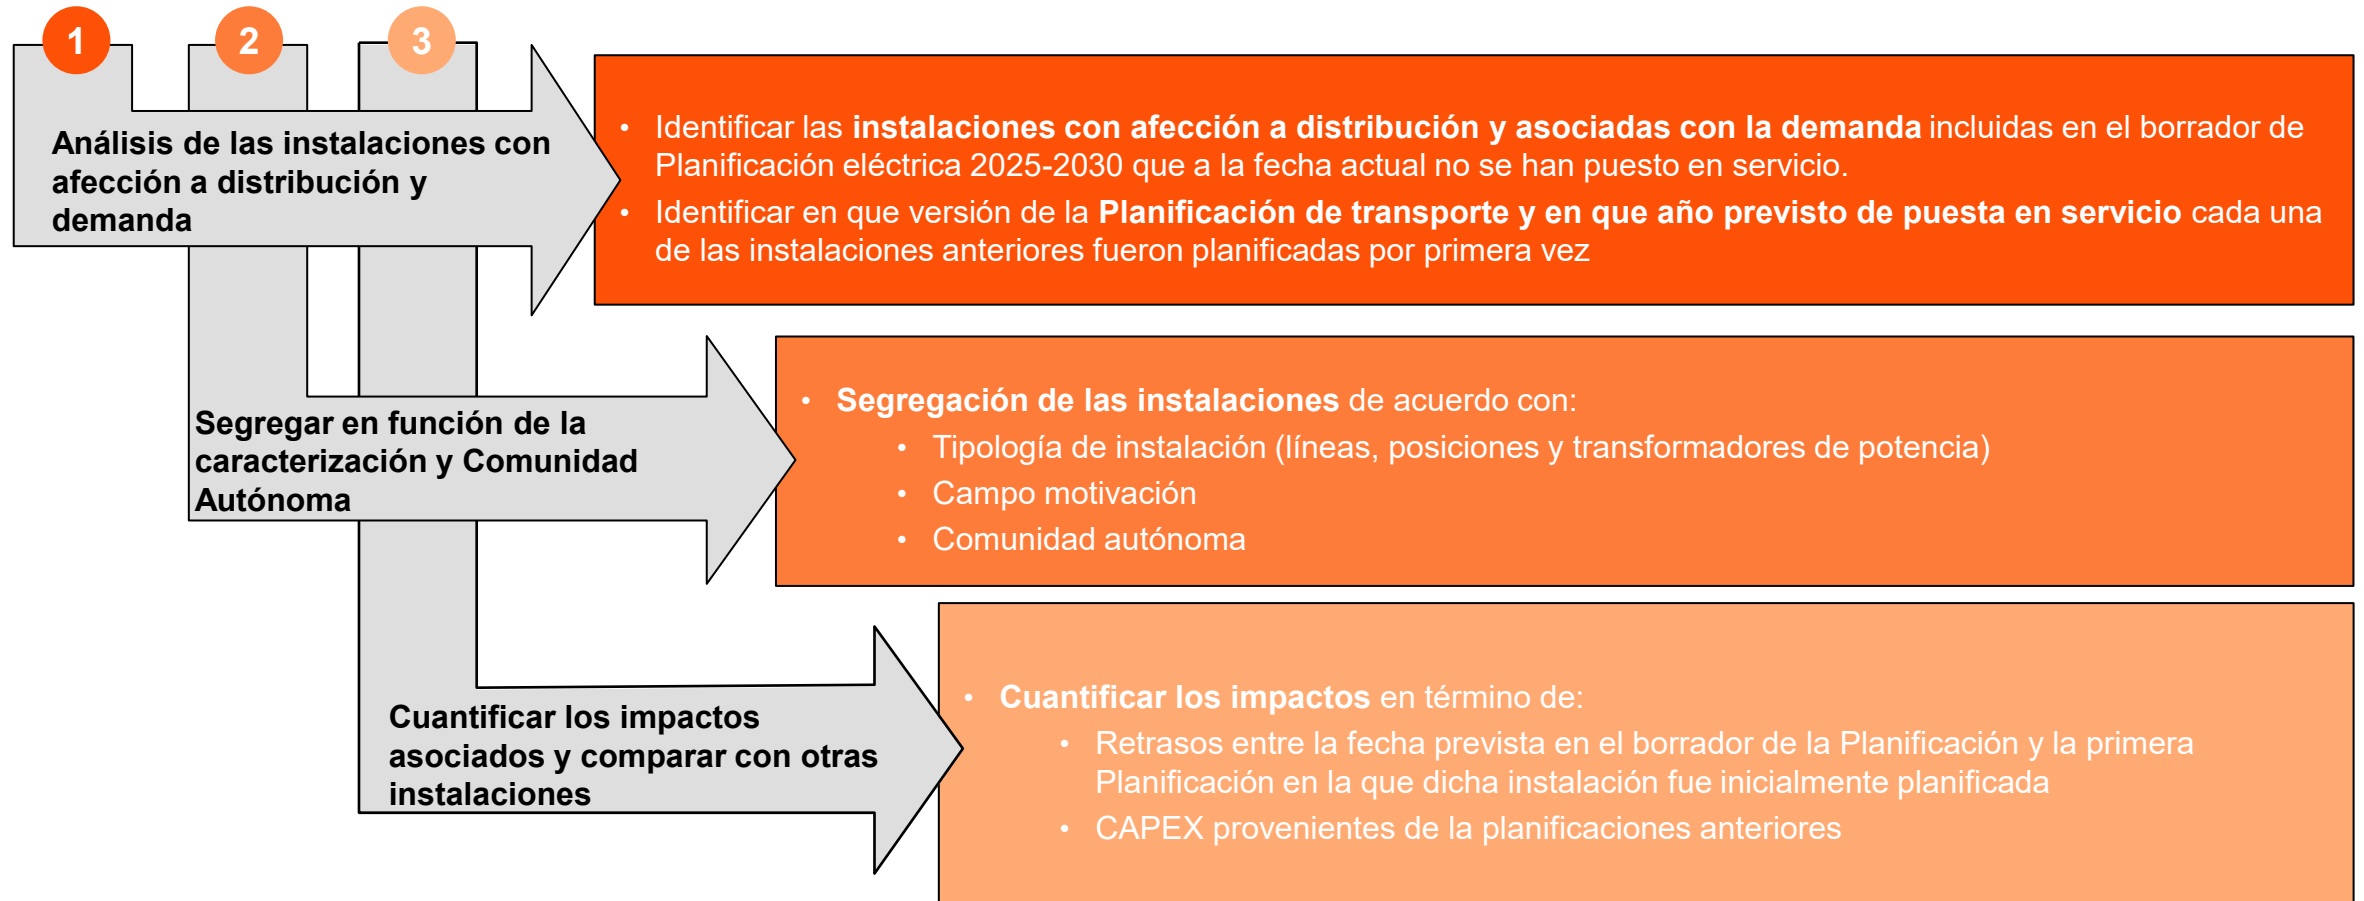 1
2
3
Análisis de las instalaciones con
afección a distribución y
demanda
• Identificar las instalaciones con afección a distribución y asociadas con la demanda incluidas en el borrador de
Planificación eléctrica 2025-2030 que a la fecha actual no se han puesto en servicio.
• Identificar en que versión de la Planificación de transporte y en que año previsto de puesta en servicio cada una
de las instalaciones anteriores fueron planificadas por primera vez
Segregar en función de la
caracterización y Comunidad
Autónoma
• Segregación de las instalaciones de acuerdo con:
• Tipología de instalación (líneas, posiciones y transformadores de potencia)
• Campo motivación
• Comunidad autónoma
Cuantificar los impactos
asociados y comparar con otras
instalaciones
• Cuantificar los impactos en término de:
• Retrasos entre la fecha prevista en el borrador de la Planificación y la primera
Planificación en la que dicha instalación fue inicialmente planificada
• CAPEX provenientes de la planificaciones anteriores